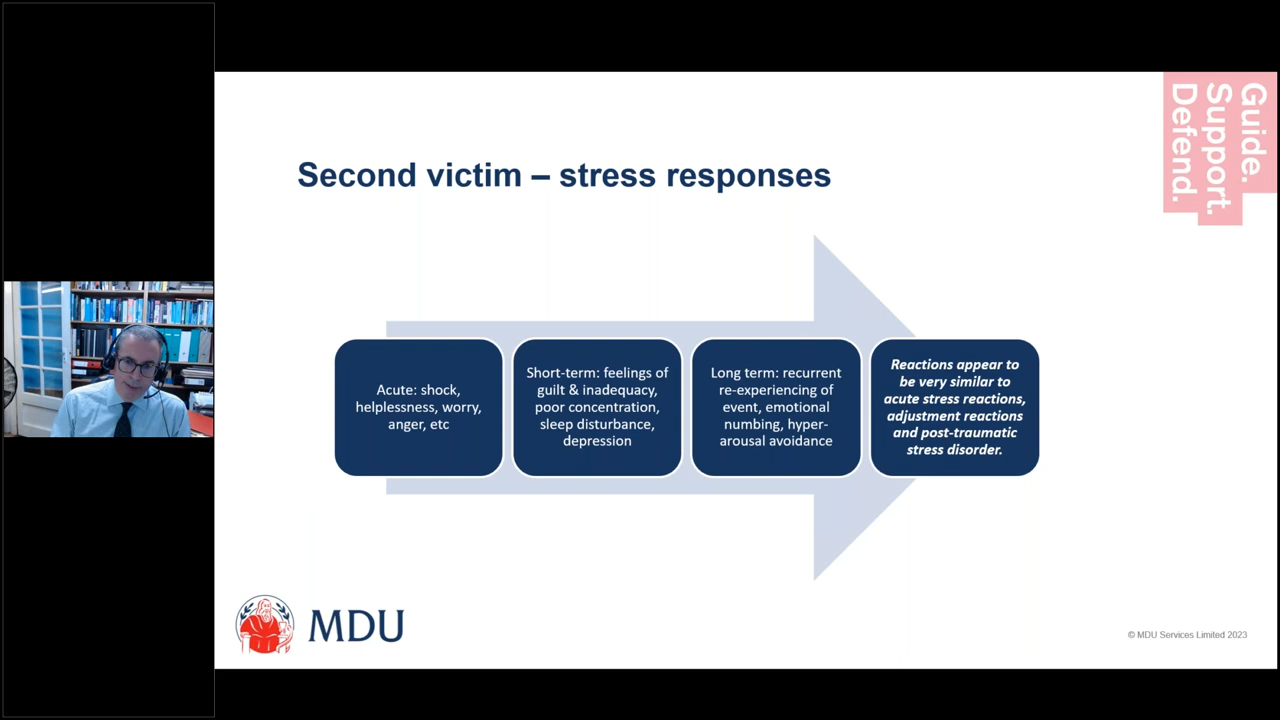 Guide.
Support.
Defend.
Second victim – stress responses
Acute: shock,
helplessness, worry,
anger, etc
Short-term: feelings of
guilt & inadequacy,
poor concentration,
sleep disturbance,
depression
Long term: recurrent
re-experiencing of
event, emotional
numbing, hyper-
arousal avoidance
Reactions appear to
be very similar to
acute stress reactions,
adjustment reactions
and post-traumatic
stress disorder.
MDU
© MDU Services Limited 2023